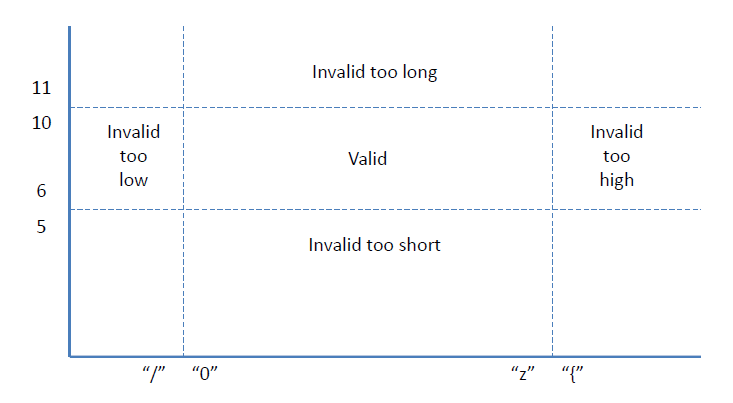 Invalid too long
11
10
Invalid
too
low
Valid
Invalid
too
high
6
5
Invalid too short
“/” “0” “z” “{”